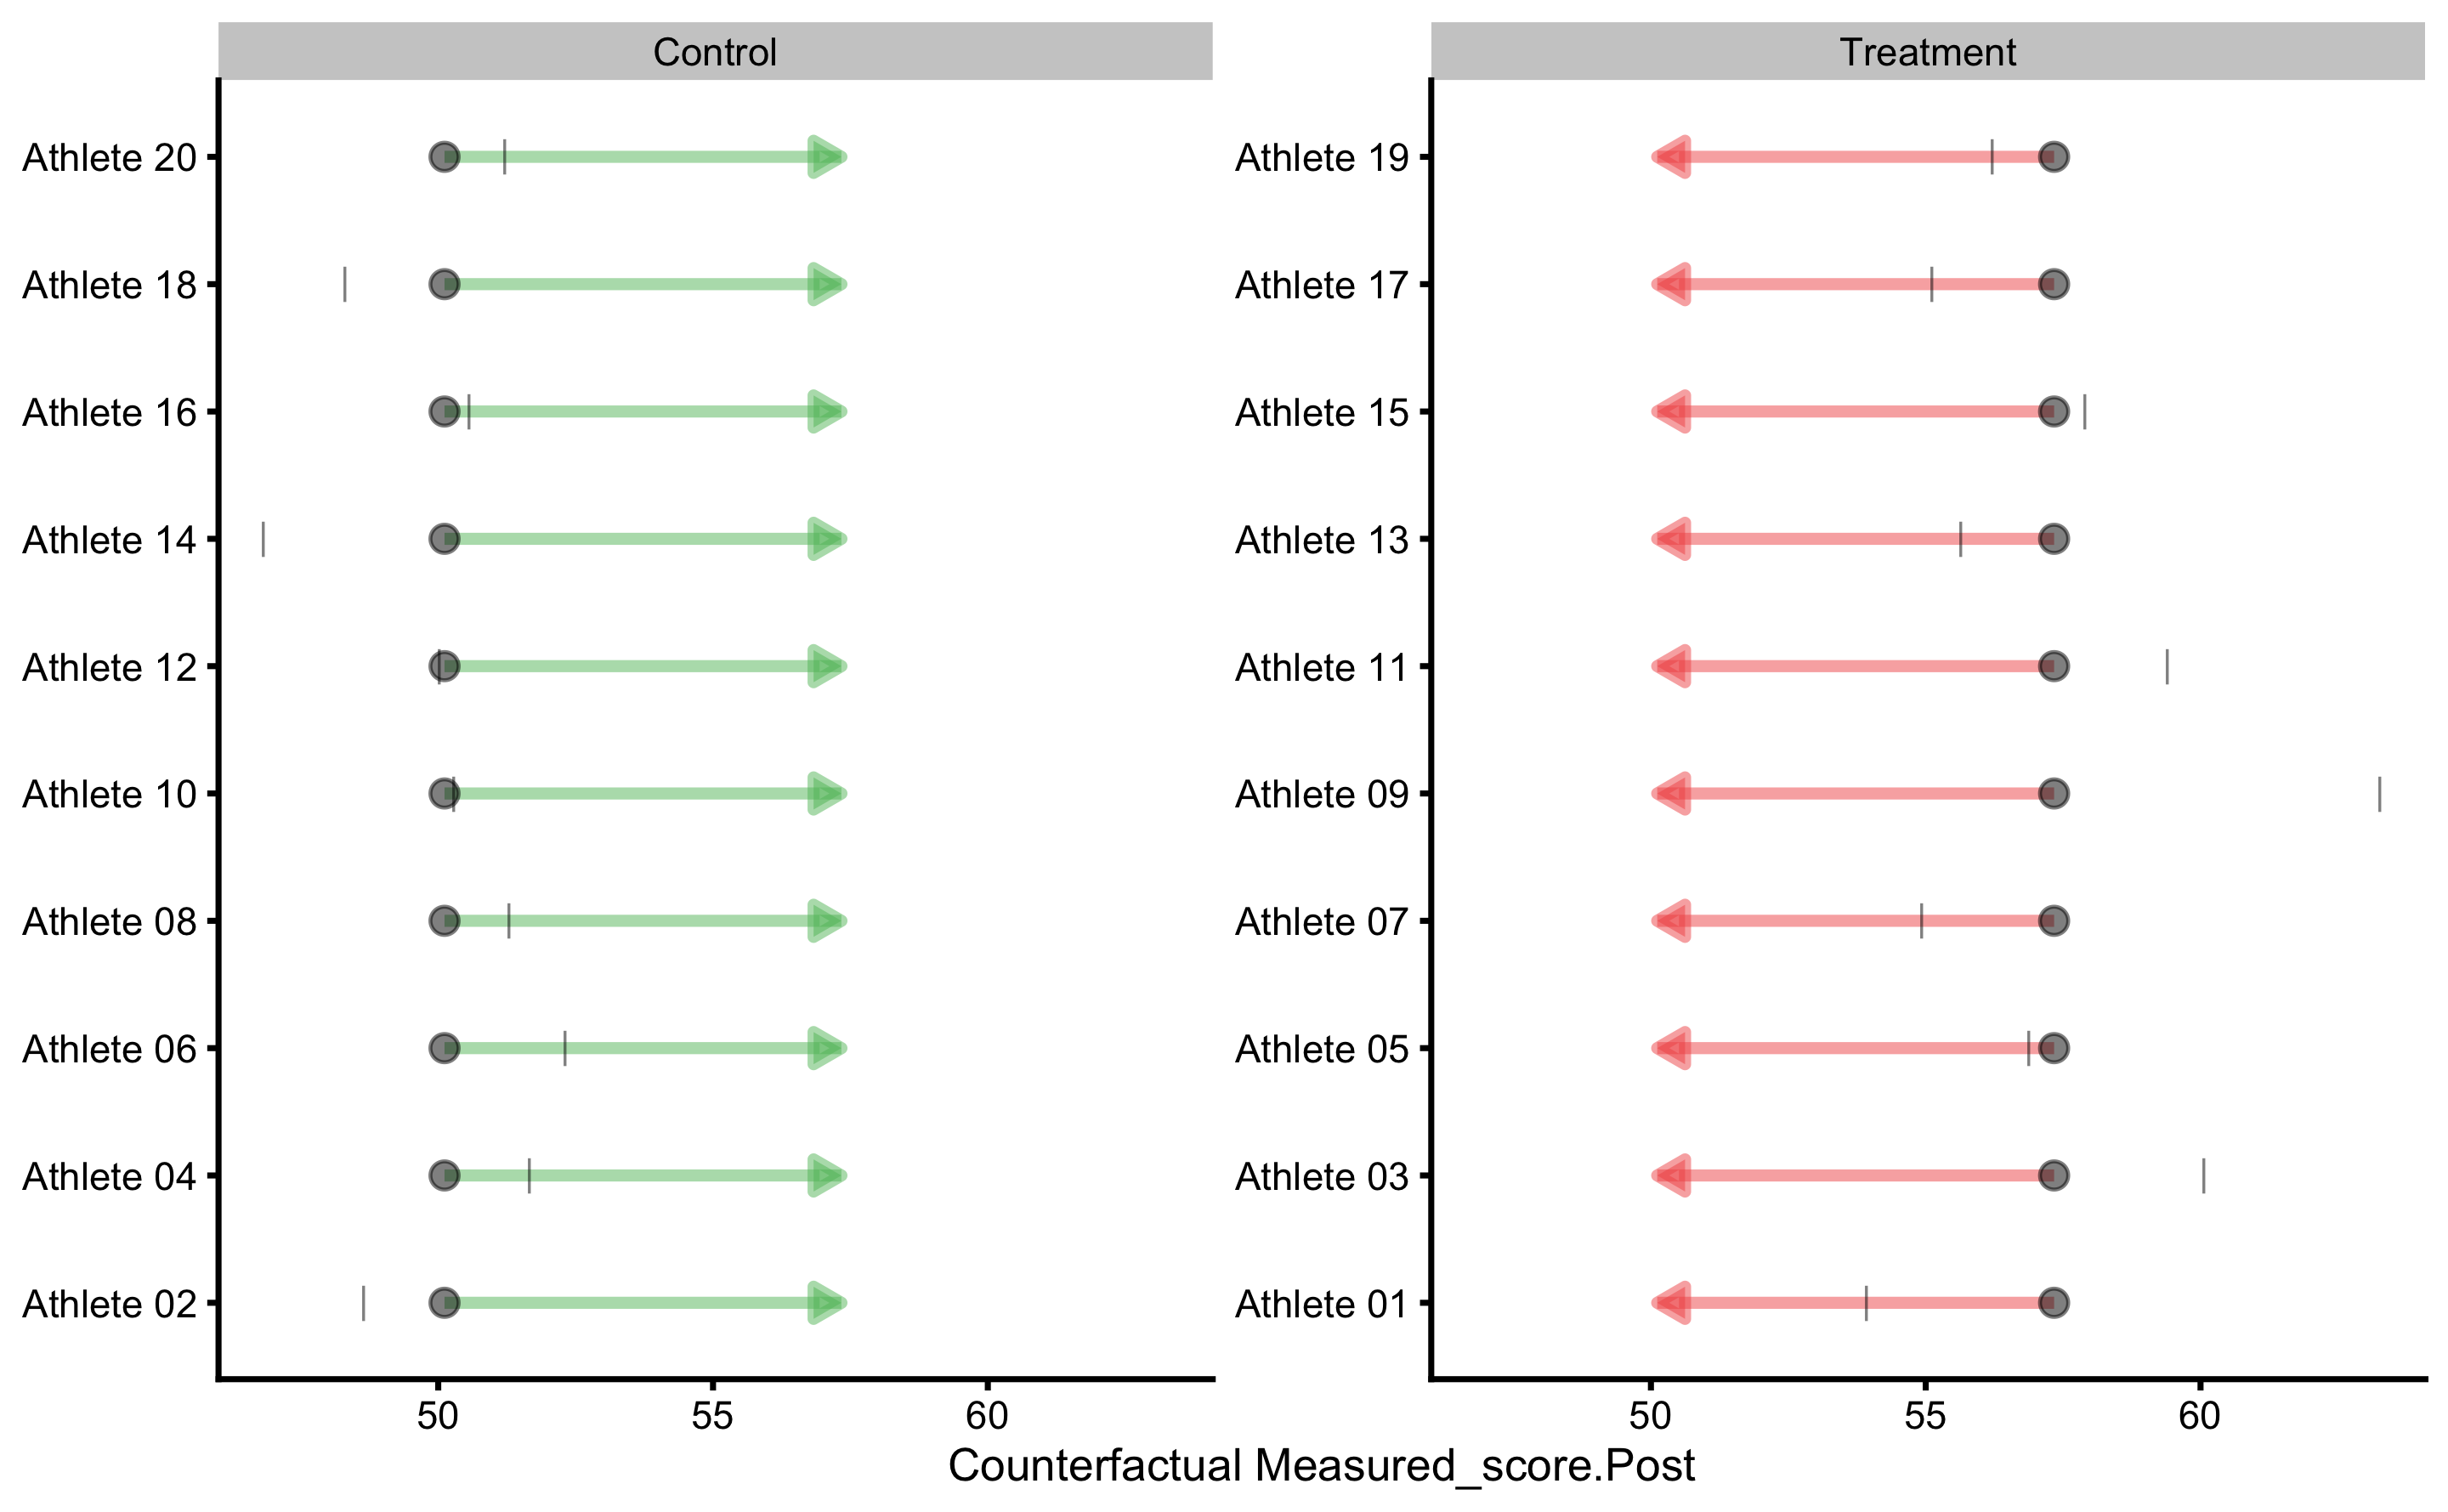 Control
Athlete 20
Athlete 18
Athlete 16
Athlete 14
Athlete 12
Athlete 10
Athlete 08
Athlete 06
Athlete 04
Athlete 02
50 55 60
Treatment
Athlete 19
Athlete 17
Athlete 15
Athlete 13
Athlete 11
Athlete 09
Athlete 07
Athlete 05
Athlete 03
Athlete 01
50 55 60
Counterfactual Measured_score.Post